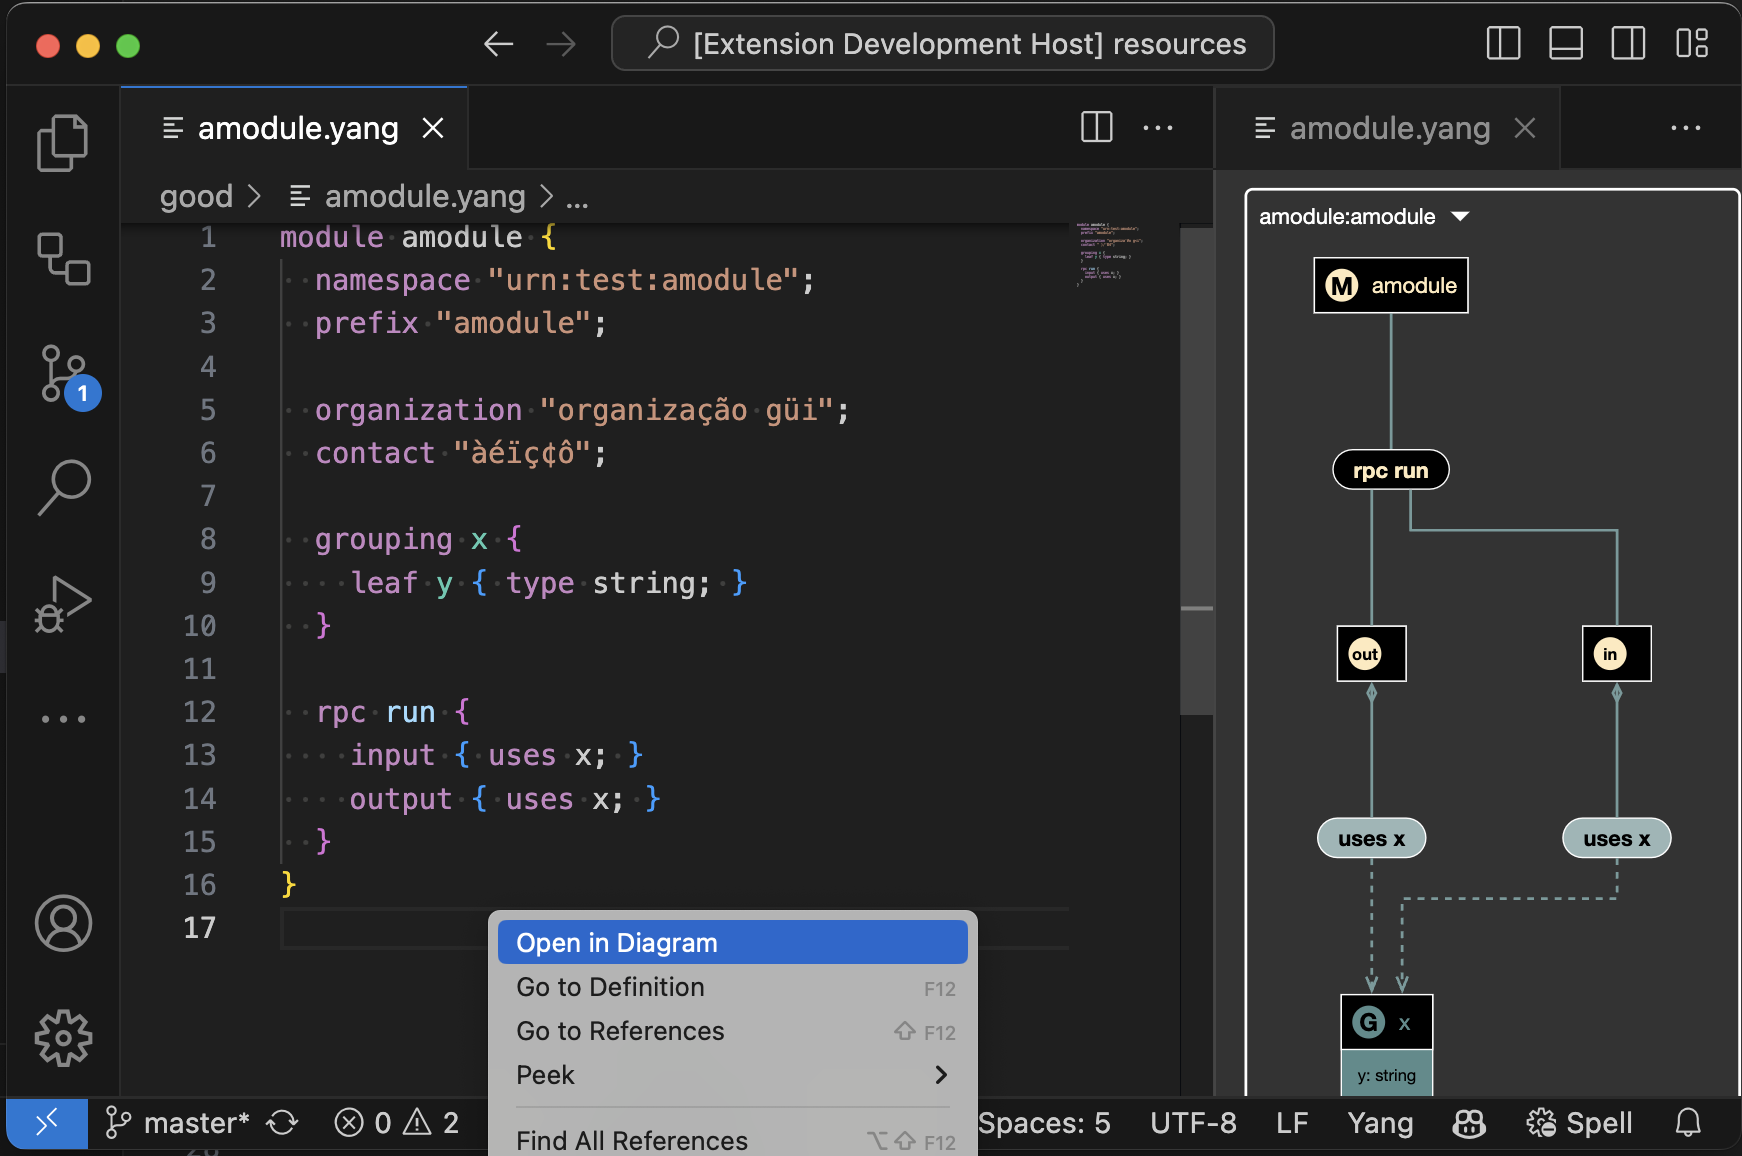 [Extension Development Host] resources
amodule.yang
amodule.yang
good > amodule.yang > ...
1 module amodule {
2 namespace "urn:test:amodule";
3 prefix "amodule";
4
5 organization "organização güi";
6 contact "àéïç¢ô";
7
8 grouping x {
9 leaf y { type string; }
10 }
11
12 rpc run {
13 input { uses x; }
14 output { uses x; }
15 }
16 }
17
Open in Diagram
Go to Definition F12
Go to References ⇧ F12
Peek
Find All References ⌥⇧ F12
amodule:amodule
M amodule
rpc run
out
in
uses x
uses x
G x
y: string
1
master* 0 2
Spaces: 5 UTF-8 LF Yang Spell